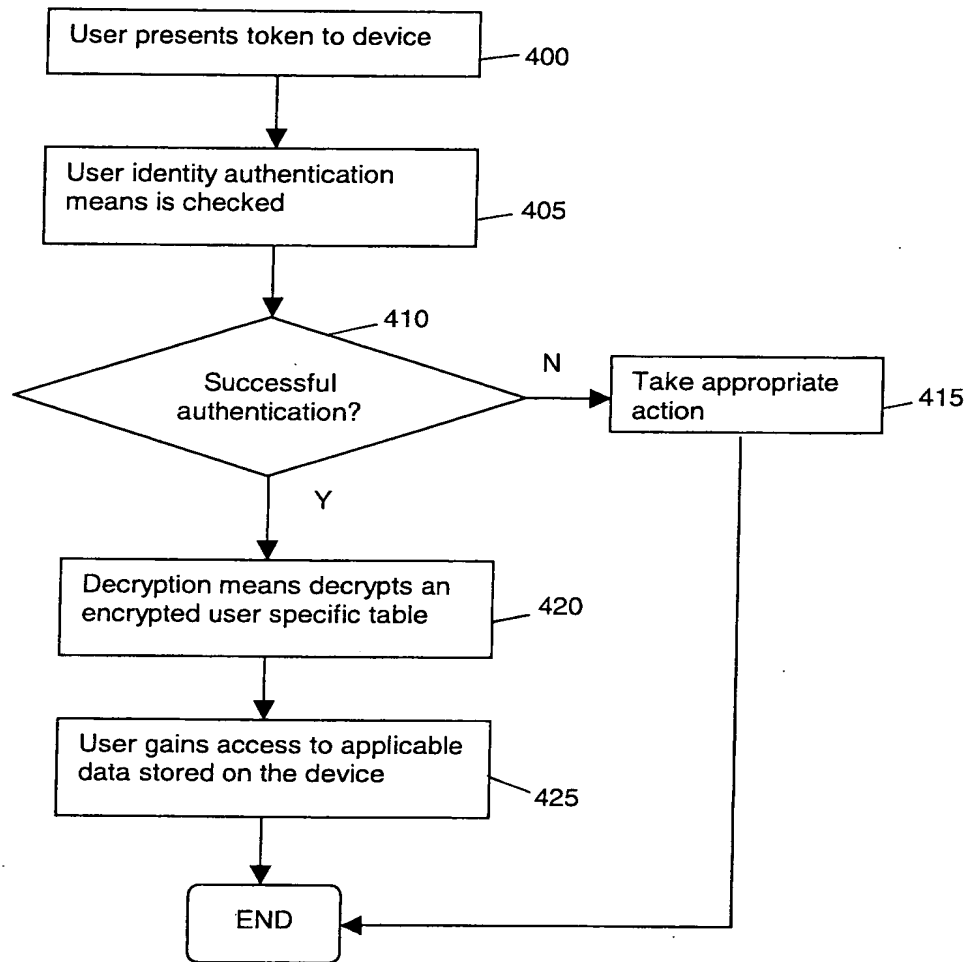 User presents token to device
400
User identity authentication
means is checked
405
410
Successful
authentication?
N
Take appropriate
action
415
Y
Decryption means decrypts an
encrypted user specific table
420
User gains access to applicable
data stored on the device
425
END